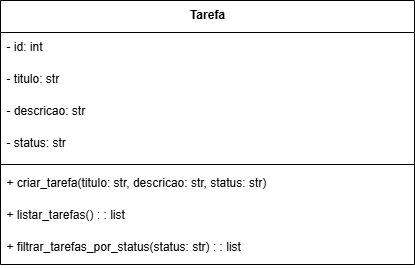 Tarefa
- id: int
- titulo: str
- descricao: str
- status: str
+ criar_tarefa(titulo: str, descricao: str, status: str)
+ listar_tarefas() : : list
+ filtrar_tarefas_por_status(status: str) : : list